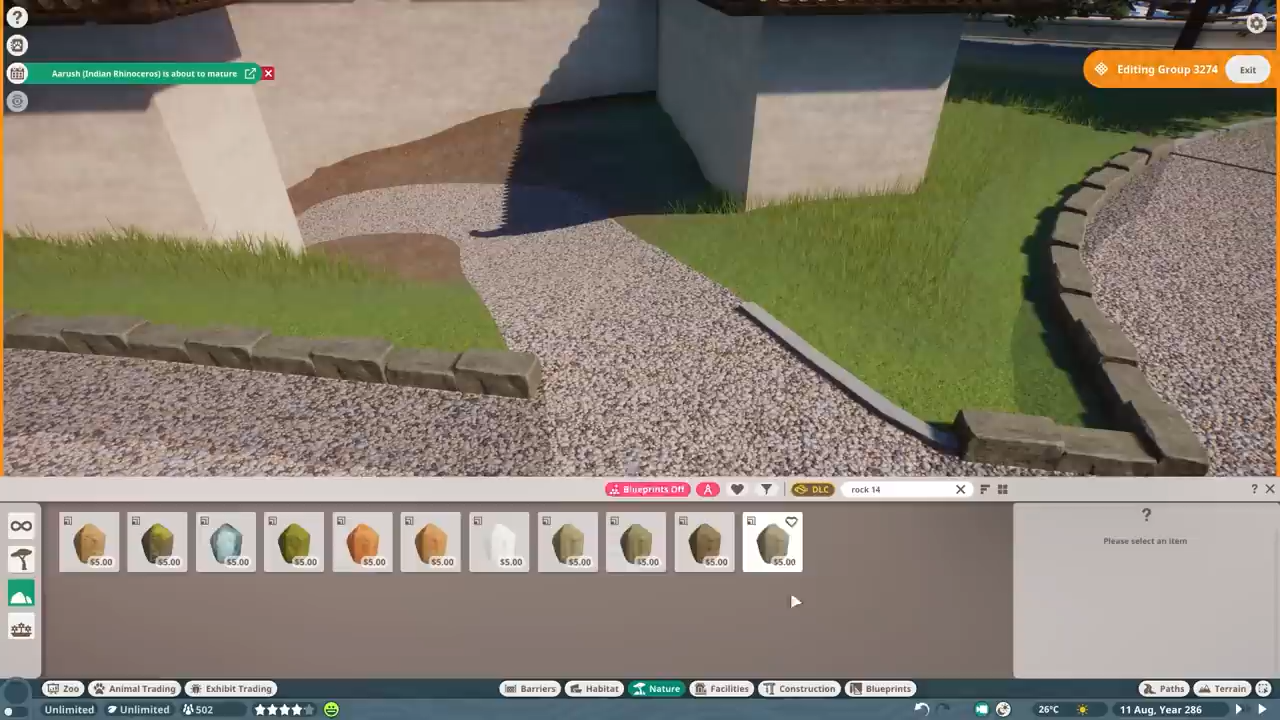 ?
Aarush (Indian Rhinoceros) is about to mature
Editing Group 3274
Exit
Blueprints Off
DLC
rock 14
?
$5.00
$5.00
$5.00
$5.00
$5.00
$5.00
$5.00
$5.00
$5.00
$5.00
$5.00
?
Please select an item
Zoo
Animal Trading
Exhibit Trading
Barriers
Habitat
Nature
Facilities
Construction
Blueprints
Paths
Terrain
Unlimited
Unlimited
502
26°C
11 Aug, Year 286